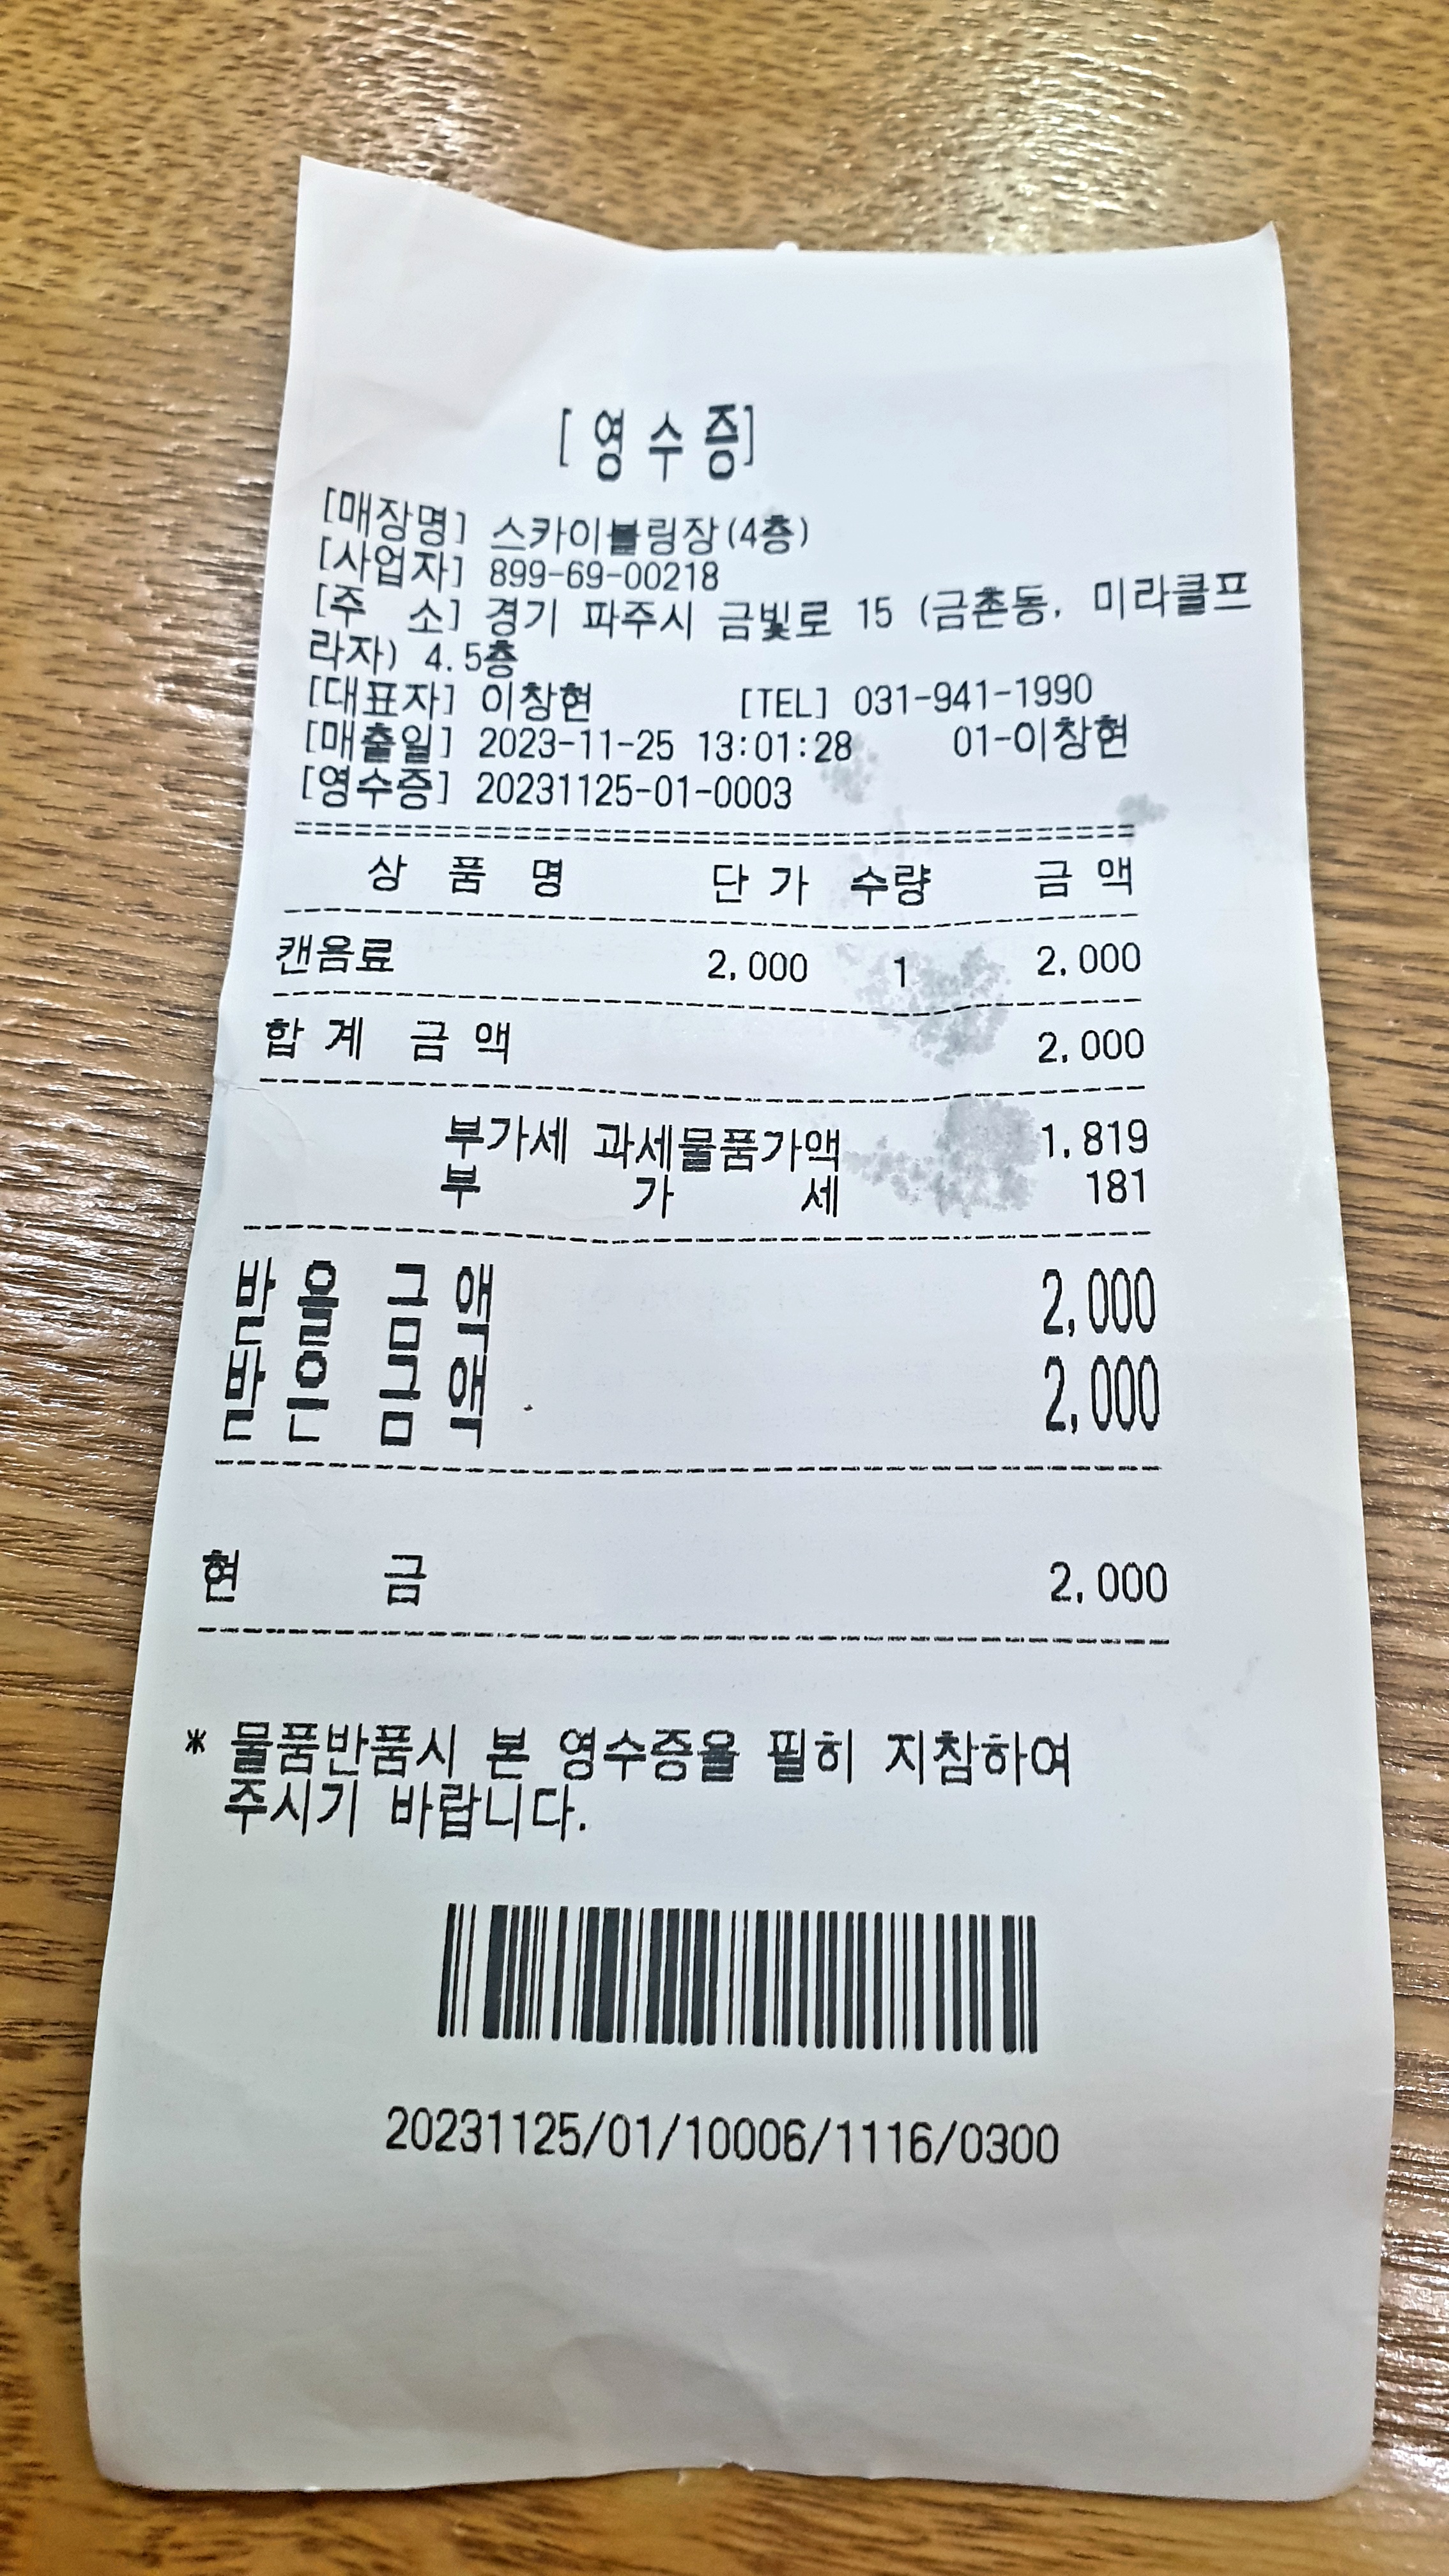 [영수증]
[매장명] 스카이볼링장(4층)
[사업자] 899-69-00218
[주 소] 경기 파주시 금빛로 15 (금촌동, 미라클프
라자) 4.5층
[대표자] 이창현 [TEL] 031-941-1990
[매출일] 2023-11-25 13:01:28 01-이창현
[영수증] 20231125-01-0003
상 품 명 단 가 수량 금 액
캔음료 2,000 1 2,000
합 계 금 액 2,000
부가세 과세물품가액 1,819
부 가 세 181
받 을 금 액 2,000
받 은 금 액 2,000
현 금 2,000
* 물품반품시 본 영수증을 필히 지참하여
주시기 바랍니다.
20231125/01/10006/1116/0300